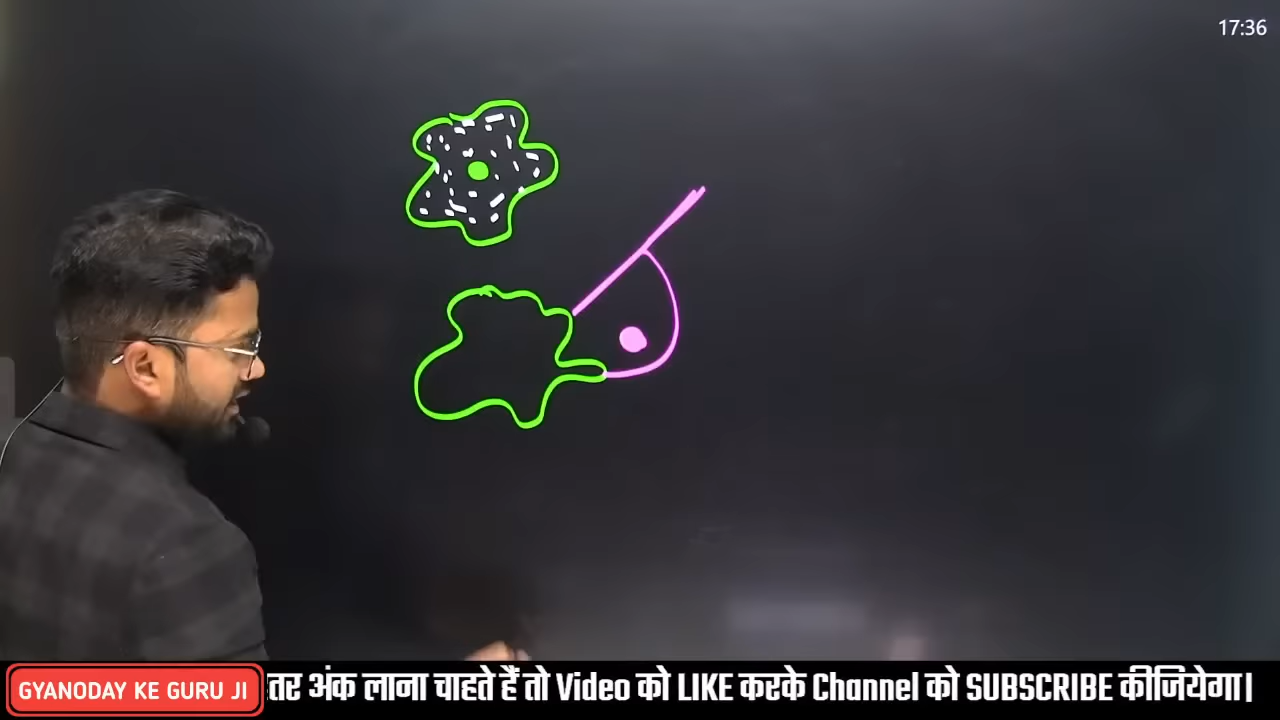 17:36
GYANODAY KE GURU JI
तर अंक लाना चाहते हैं तो Video को LIKE करके Channel को SUBSCRIBE कीजियेगा|